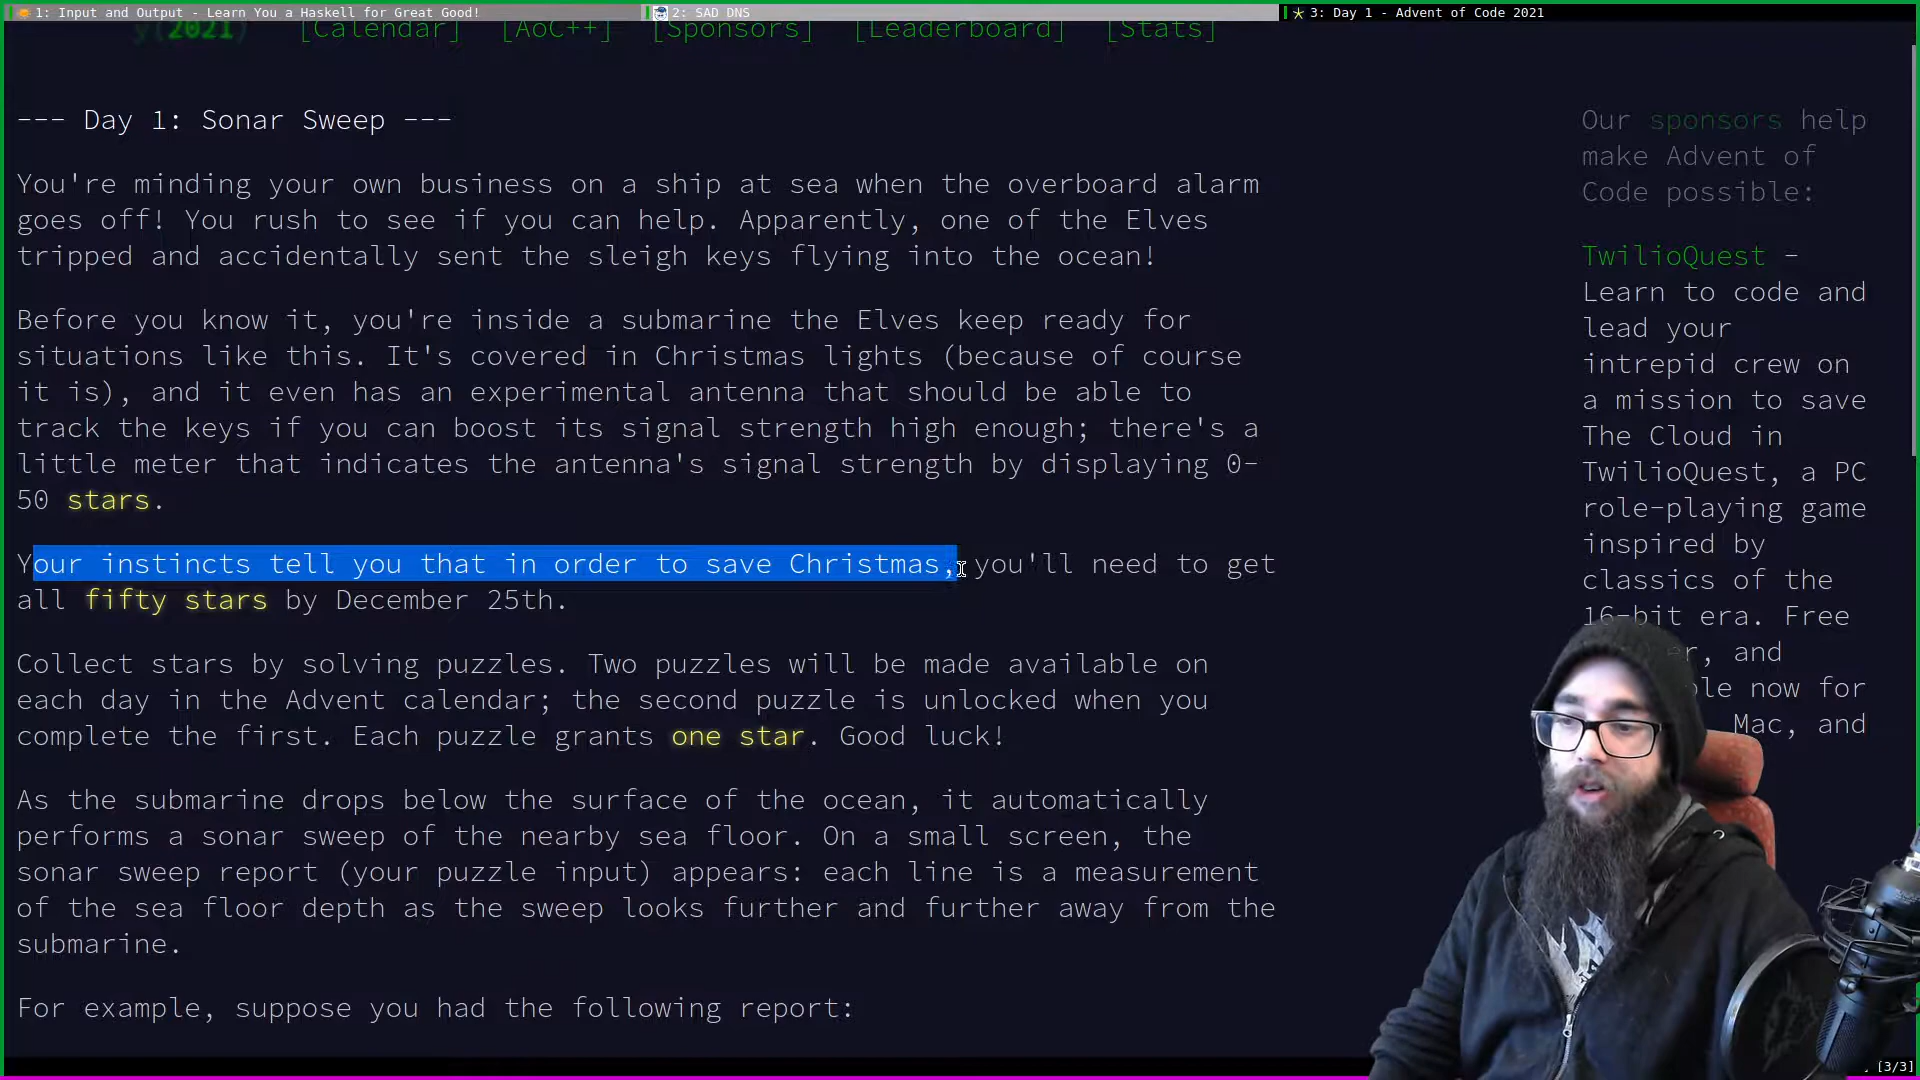 1: Input and Output - Learn You a Haskell for Great Good!
2: SAD DNS
3: Day 1 - Advent of Code 2021
y(2021) [Calendar] [AoC++] [Sponsors] [Leaderboard] [Stats]
--- Day 1: Sonar Sweep ---
You're minding your own business on a ship at sea when the overboard alarm
goes off! You rush to see if you can help. Apparently, one of the Elves
tripped and accidentally sent the sleigh keys flying into the ocean!
Before you know it, you're inside a submarine the Elves keep ready for
situations like this. It's covered in Christmas lights (because of course
it is), and it even has an experimental antenna that should be able to
track the keys if you can boost its signal strength high enough; there's a
little meter that indicates the antenna's signal strength by displaying 0-
50 stars.
Your instincts tell you that in order to save Christmas, you'll need to get
all fifty stars by December 25th.
Collect stars by solving puzzles. Two puzzles will be made available on
each day in the Advent calendar; the second puzzle is unlocked when you
complete the first. Each puzzle grants one star. Good luck!
As the submarine drops below the surface of the ocean, it automatically
performs a sonar sweep of the nearby sea floor. On a small screen, the
sonar sweep report (your puzzle input) appears: each line is a measurement
of the sea floor depth as the sweep looks further and further away from the
submarine.
For example, suppose you had the following report:
Our sponsors help
make Advent of
Code possible:
TwilioQuest -
Learn to code and
lead your
intrepid crew on
a mission to save
The Cloud in
TwilioQuest, a PC
role-playing game
inspired by
classics of the
16-bit era. Free
and
now for
Mac, and
[3/3]